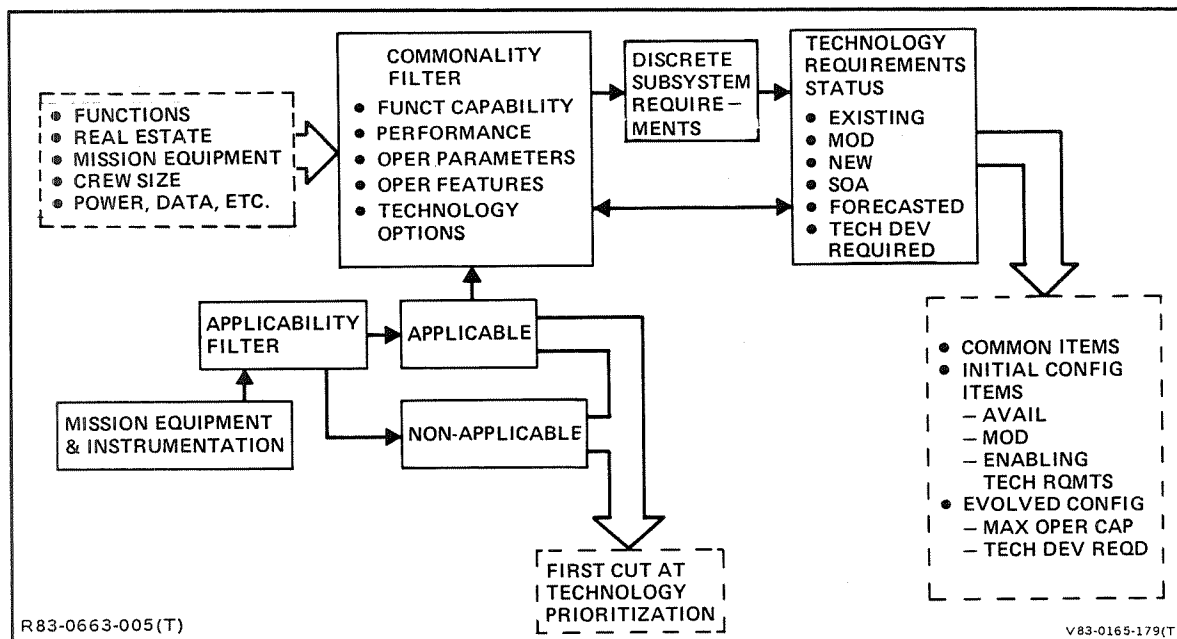 COMMONALITY
FILTER
● FUNCT CAPABILITY
● PERFORMANCE
● OPER PARAMETERS
● OPER FEATURES
● TECHNOLOGY
OPTIONS
DISCRETE
SUBSYSTEM
REQUIRE–
MENTS
TECHNOLOGY
REQUIREMENTS
STATUS
● EXISTING
● MOD
● NEW
● SOA
● FORECASTED
● TECH DEV
REQUIRED
● FUNCTIONS
● REAL ESTATE
● MISSION EQUIPMENT
● CREW SIZE
● POWER, DATA, ETC.
APPLICABILITY
FILTER
APPLICABLE
MISSION EQUIPMENT
& INSTRUMENTATION
NON-APPLICABLE
● COMMON ITEMS
● INITIAL CONFIG
ITEMS
– AVAIL
– MOD
– ENABLING
TECH RQMTS
● EVOLVED CONFIG
– MAX OPER CAP
– TECH DEV REQD
FIRST CUT AT
TECHNOLOGY
PRIORITIZATION
R83-0663-005(T)
V83-0165-179(T